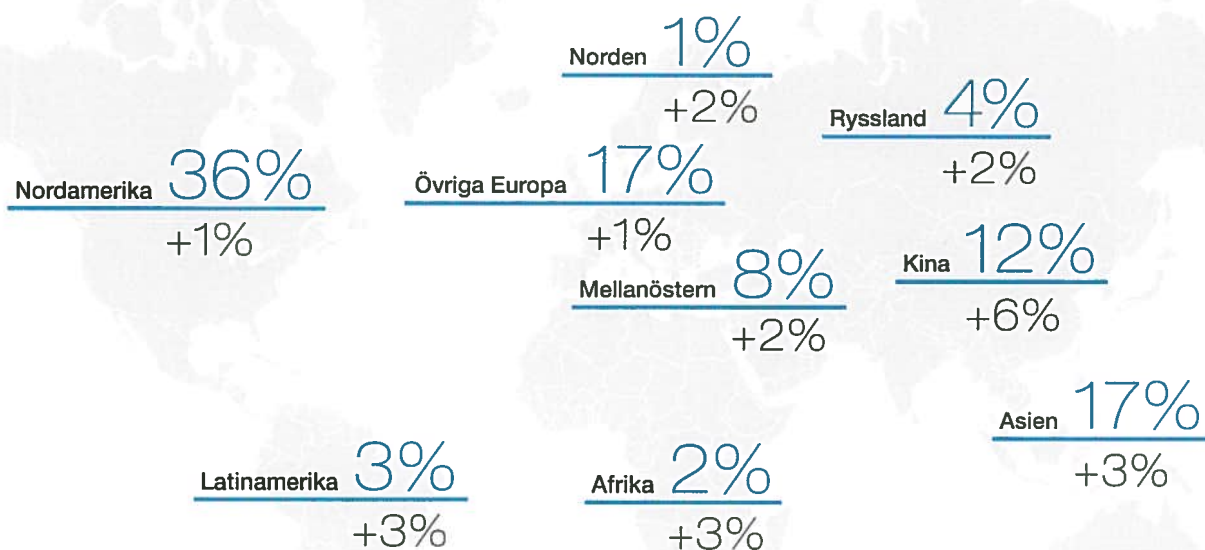 Norden 1%
+2%
Ryssland 4%
+2%
Nordamerika 36%
+1%
Övriga Europa 17%
+1%
Mellanöstern 8%
+2%
Kina 12%
+6%
Asien 17%
+3%
Latinamerika 3%
+3%
Afrika 2%
+3%